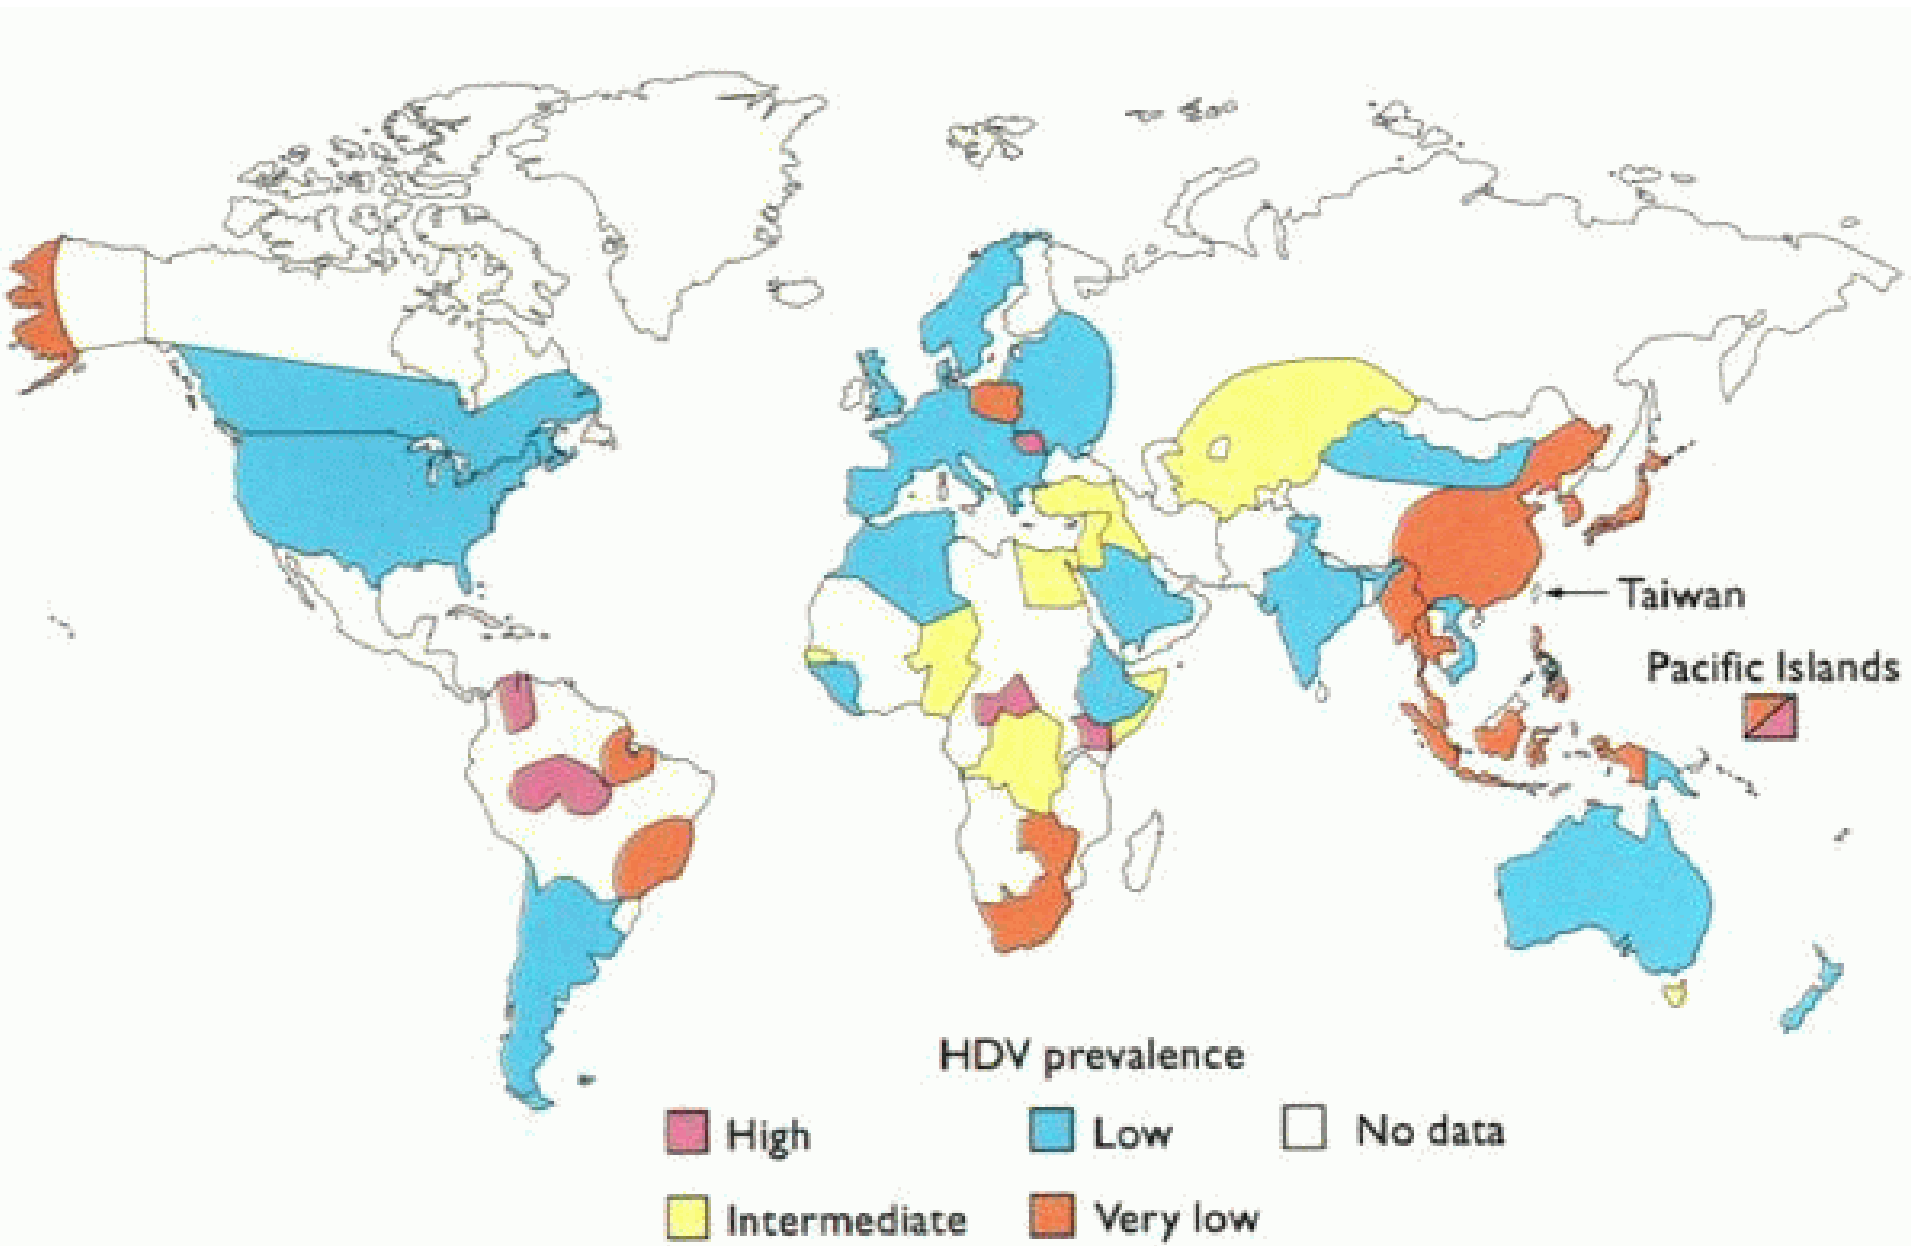 Taiwan
Pacific Islands
HDV prevalence
High
Low
No data
Intermediate
Very low